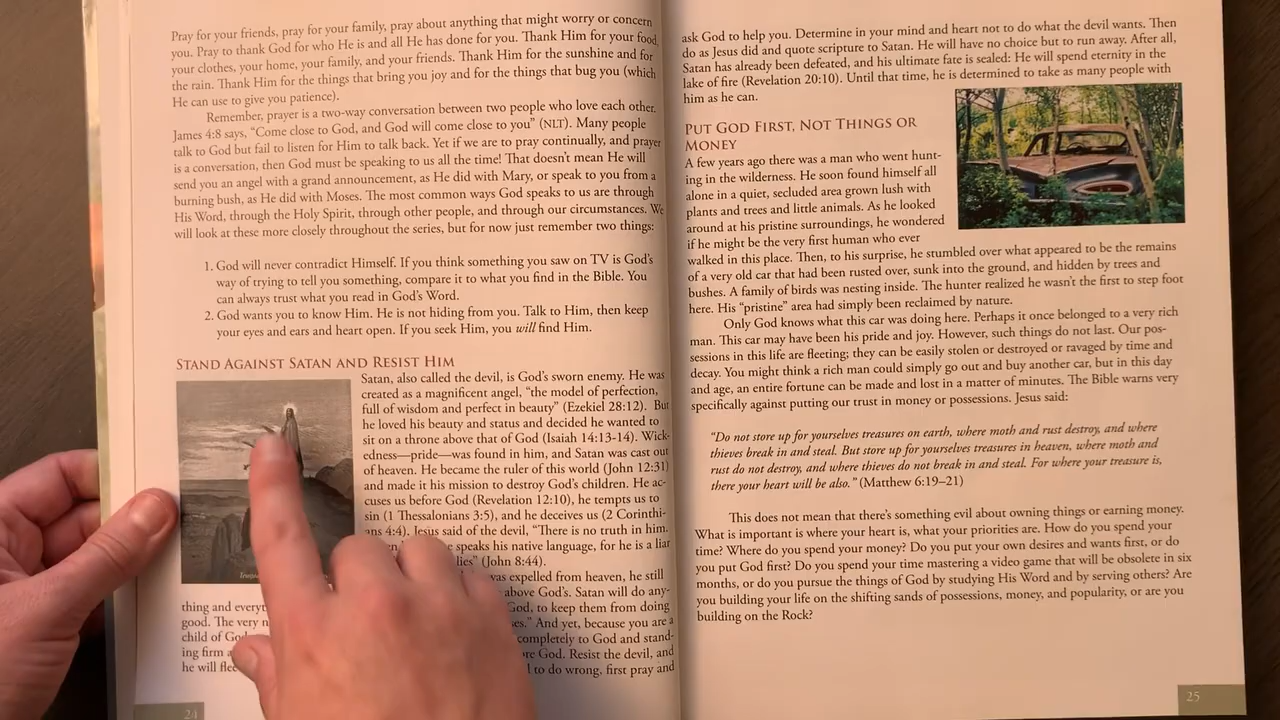 Pray for your friends, pray for your family, pray about anything that might worry or concern
you. Pray to thank God for who He is and all He has done for you. Thank Him for your food,
your clothes, your home, your family, and your friends. Thank Him for the sunshine and for
the rain. Thank Him for the things that bring you joy and for the things that bug you (which
He can use to give you patience).
Remember, prayer is a two-way conversation between two people who love each other.
James 4:8 says, “Come close to God, and God will come close to you” (NLT). Many people
talk to God but fail to listen for Him to talk back. Yet if we are to pray continually, and prayer
is a conversation, then God must be speaking to us all the time! That doesn’t mean He will
send you an angel with a grand announcement, as He did with Mary, or speak to you from a
burning bush, as He did with Moses. The most common ways God speaks to us are through
His Word, through the Holy Spirit, through other people, and through our circumstances. We
will look at these more closely throughout the series, but for now just remember two things:
1. God will never contradict Himself. If you think something you saw on TV is God’s
way of trying to tell you something, compare it to what you find in the Bible. You
can always trust what you read in God’s Word.
2. God wants you to know Him. He is not hiding from you. Talk to Him, then keep
your eyes and ears and heart open. If you seek Him, you will find Him.
STAND AGAINST SATAN AND RESIST HIM
Satan, also called the devil, is God’s sworn enemy. He was
created as a magnificent angel, “the model of perfection,
full of wisdom and perfect in beauty” (Ezekiel 28:12). But
he loved his beauty and status and decided he wanted to
sit on a throne above that of God (Isaiah 14:13-14). Wick-
edness—pride—was found in him, and Satan was cast out
of heaven. He became the ruler of this world (John 12:31)
and made it his mission to destroy God’s children. He ac-
cuses us before God (Revelation 12:10), he tempts us to
sin (1 Thessalonians 3:5), and he deceives us (2 Corinthi-
ans 4:4). Jesus said of the devil, “There is no truth in him.
speaks his native language, for he is a liar
lies” (John 8:44).
was expelled from heaven, he still
above God’s. Satan will do any-
thing and everyt God, to keep them from doing
good. The very n And yet, because you are a
child of Go completely to God and stand-
ing firm God. Resist the devil, and
he will flee to do wrong, first pray and
24
ask God to help you. Determine in your mind and heart not to do what the devil wants. Then
do as Jesus did and quote scripture to Satan. He will have no choice but to run away. After all,
Satan has already been defeated, and his ultimate fate is sealed: He will spend eternity in the
lake of fire (Revelation 20:10). Until that time, he is determined to take as many people with
him as he can.
PUT GOD FIRST, NOT THINGS OR
MONEY
A few years ago there was a man who went hunt-
ing in the wilderness. He soon found himself all
alone in a quiet, secluded area grown lush with
plants and trees and little animals. As he looked
around at his pristine surroundings, he wondered
if he might be the very first human who ever
walked in this place. Then, to his surprise, he stumbled over what appeared to be the remains
of a very old car that had been rusted over, sunk into the ground, and hidden by trees and
bushes. A family of birds was nesting inside. The hunter realized he wasn’t the first to step foot
here. His “pristine” area had simply been reclaimed by nature.
Only God knows what this car was doing here. Perhaps it once belonged to a very rich
man. This car may have been his pride and joy. However, such things do not last. Our pos-
sessions in this life are fleeting; they can be easily stolen or destroyed or ravaged by time and
decay. You might think a rich man could simply go out and buy another car, but in this day
and age, an entire fortune can be made and lost in a matter of minutes. The Bible warns very
specifically against putting our trust in money or possessions. Jesus said:
“Do not store up for yourselves treasures on earth, where moth and rust destroy, and where
thieves break in and steal. But store up for yourselves treasures in heaven, where moth and
rust do not destroy, and where thieves do not break in and steal. For where your treasure is,
there your heart will be also.” (Matthew 6:19–21)
This does not mean that there’s something evil about owning things or earning money.
What is important is where your heart is, what your priorities are. How do you spend your
time? Where do you spend your money? Do you put your own desires and wants first, or do
you put God first? Do you spend your time mastering a video game that will be obsolete in six
months, or do you pursue the things of God by studying His Word and by serving others? Are
you building your life on the shifting sands of possessions, money, and popularity, or are you
building on the Rock?
25